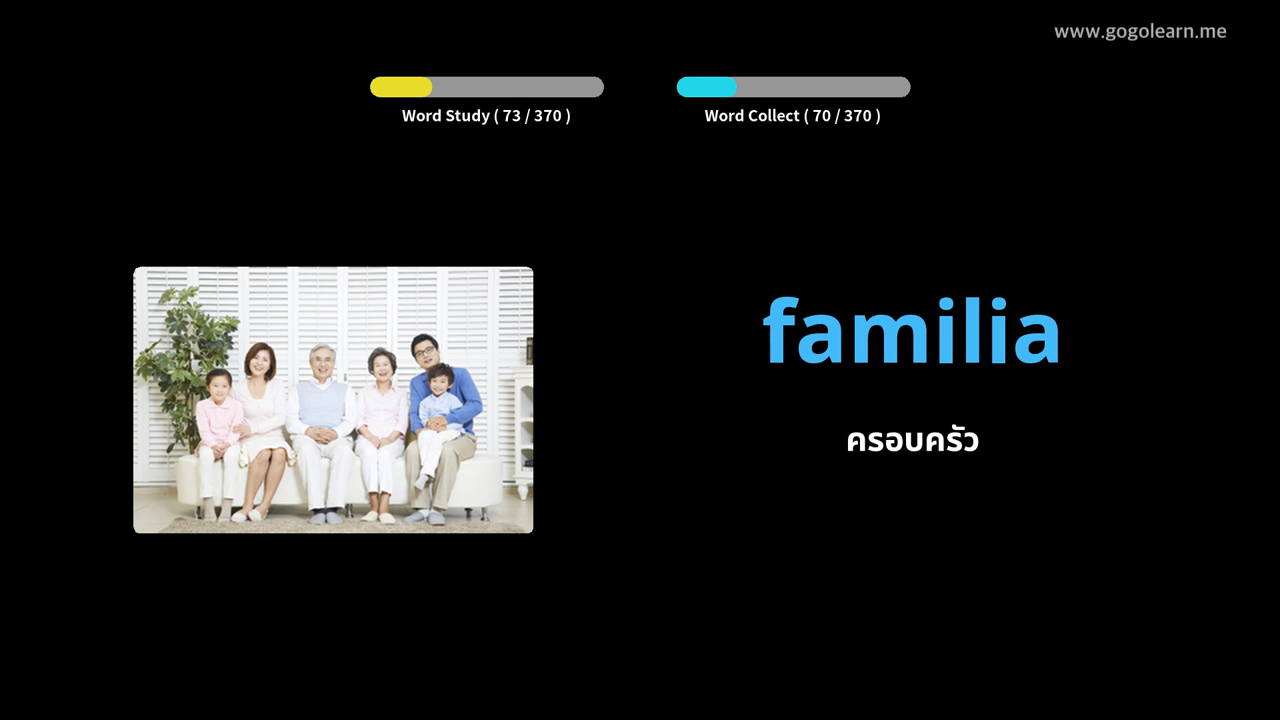 www.gogolearn.me
Word Study ( 73 / 370 )
Word Collect ( 70 / 370 )
familia
ครอบครัว